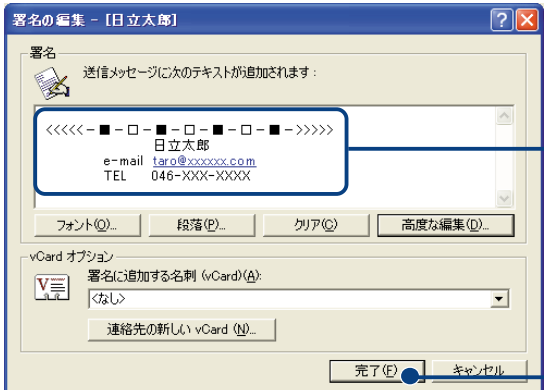 署名の編集 - [日立太郎]
署名
送信メッセージに次のテキストが追加されます：
<<<<<-■-□-■-□-■-□-■->>>>>
日立太郎
e-mail taro@xxxxxx.com
TEL 046-XXX-XXXX
フォント(O)... 段落(P)... クリア(C) 高度な編集(D)...
vCard オプション
署名に追加する名刺 (vCard)(A):
<なし>
連絡先の新しい vCard (N)...
完了(F) キャンセル